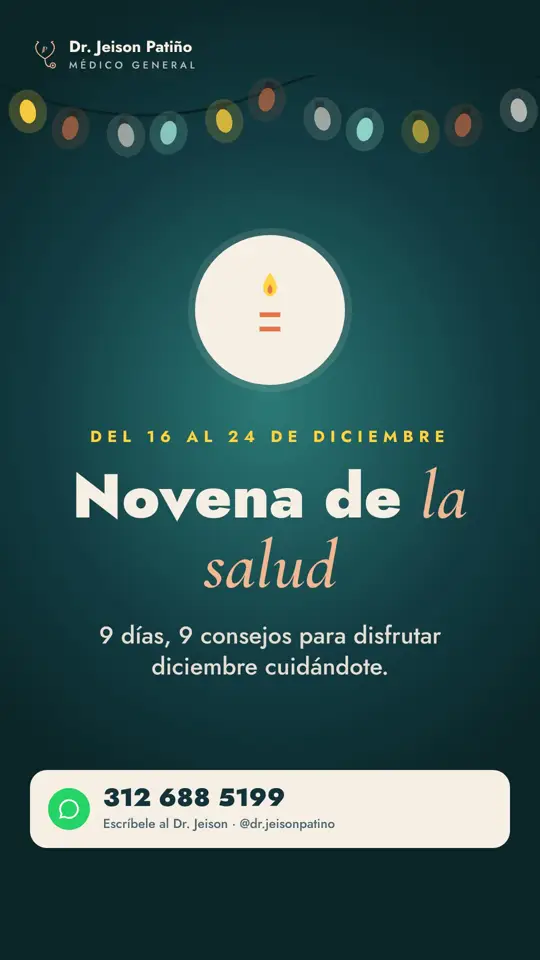 Dr. Jeison Patiño
MÉDICO GENERAL
DEL 16 AL 24 DE DICIEMBRE
Novena de la
salud
9 días, 9 consejos para disfrutar
diciembre cuidándote.
312 688 5199
Escríbele al Dr. Jeison · @dr.jeisonpatino